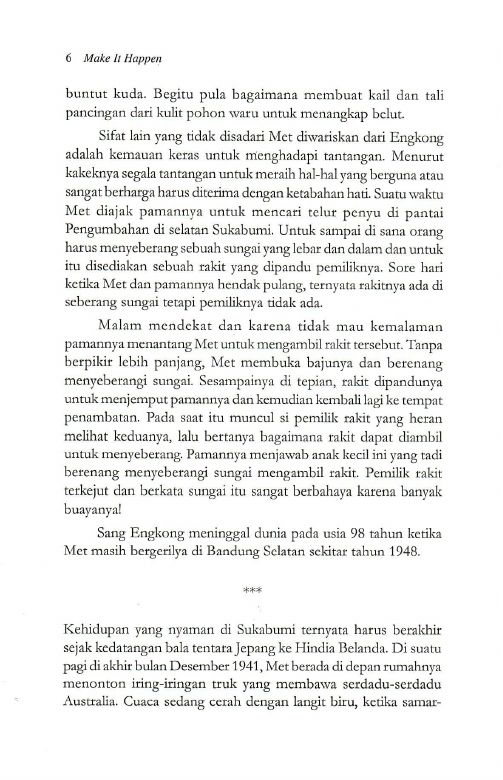 6 Make It Happen
buntut kuda. Begitu pula bagaimana membuat kail dan tali
pancingan dari kulit pohon waru untuk menangkap belut.
Sifat lain yang tidak disadari Met diwariskan dari Engkong
adalah kemauan keras untuk menghadapi tantangan. Menurut
kakeknya segala tantangan untuk meraih hal-hal yang berguna atau
sangat berharga harus diterima dengan ketabahan hati. Suatu waktu
Met diajak pamannya untuk mencari telur penyu di pantai
Pengumbahan di selatan Sukabumi. Untuk sampai di sana orang
harus menyeberang sebuah sungai yang lebar dan dalam dan untuk
itu disediakan sebuah rakit yang dipandu pemiliknya. Sore hari
ketika Met dan pamannya hendak pulang, ternyata rakitnya ada di
seberang sungai tetapi pemiliknya tidak ada.
Malam mendekat dan karena tidak mau kemalaman
pamannya menantang Met untuk mengambil rakit tersebut. Tanpa
berpikir lebih panjang, Met membuka bajunya dan berenang
menyeberangi sungai. Sesampainya di tepian, rakit dipandunya
untuk menjemput pamannya dan kemudian kembali lagi ke tempat
penambatan. Pada saat itu muncul si pemilik rakit yang heran
melihat keduanya, lalu bertanya bagaimana rakit dapat diambil
untuk menyeberang. Pamannya menjawab anak kecil ini yang tadi
berenang menyeberangi sungai mengambil rakit. Pemilik rakit
terkejut dan berkata sungai itu sangat berbahaya karena banyak
buayanya!
Sang Engkong meninggal dunia pada usia 98 tahun ketika
Met masih bergerilya di Bandung Selatan sekitar tahun 1948.
***
Kehidupan yang nyaman di Sukabumi ternyata harus berakhir
sejak kedatangan bala tentara Jepang ke Hindia Belanda. Di suatu
pagi di akhir bulan Desember 1941, Met berada di depan rumahnya
menonton iring-iringan truk yang membawa serdadu-serdadu
Australia. Cuaca sedang cerah dengan langit biru, ketika samar-